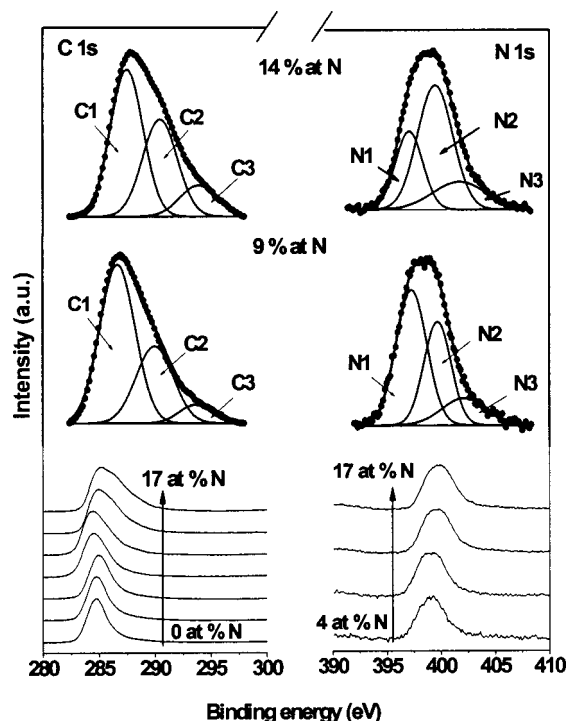 C 1s
N 1s
14 % at N
C1
C2
C3
N1
N2
N3
9 % at N
C1
C2
C3
N1
N2
N3
Intensity (a.u.)
17 at % N
0 at % N
17 at % N
4 at % N
280 285 290 295 300
390 395 400 405 410
Binding energy (eV)